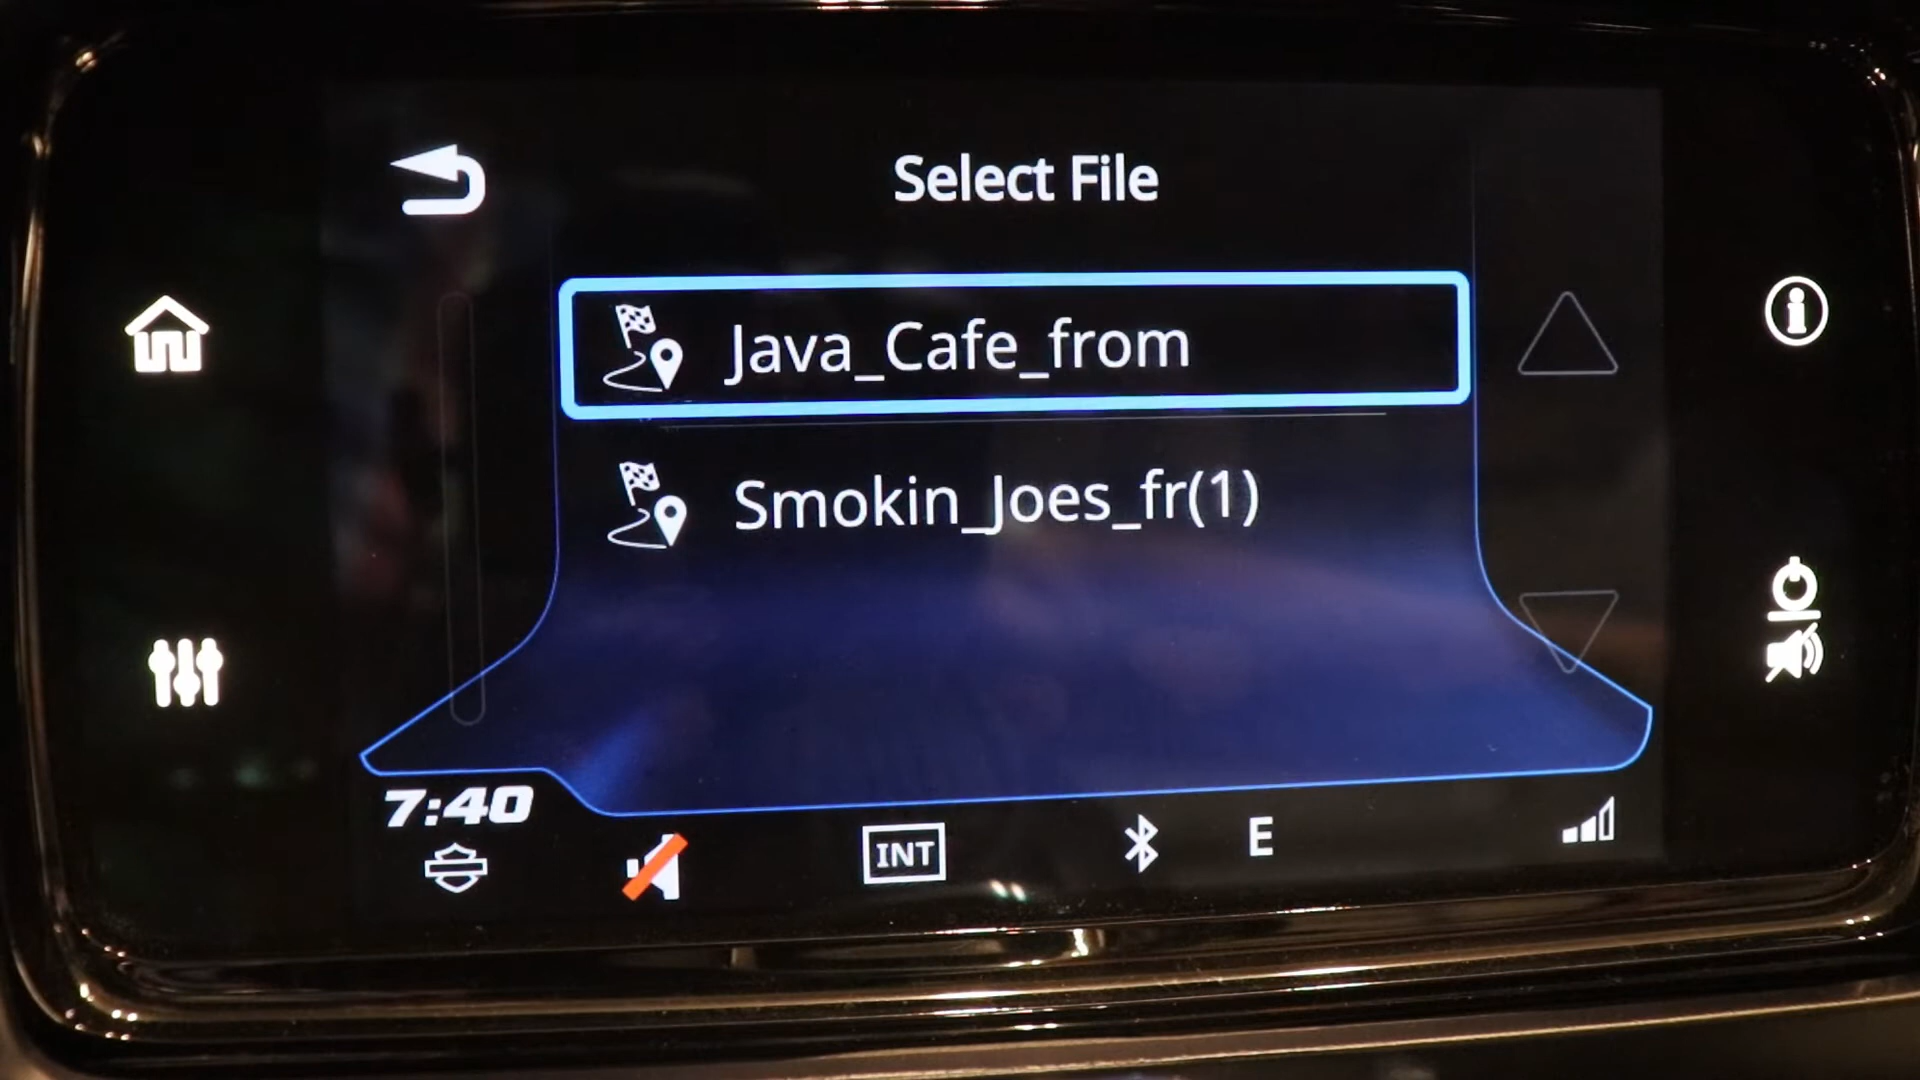 Select File
Java_Cafe_from
Smokin_Joes_fr(1)
7:40
INT
E